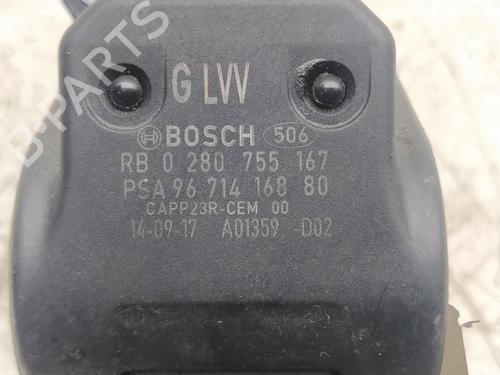 G LVV
BOSCH 506
RB 0 280 755 167
PSA 96 714 168 80
CAPP23R-CEM 00
14-09-17 A01359 -D02
B-PARTS